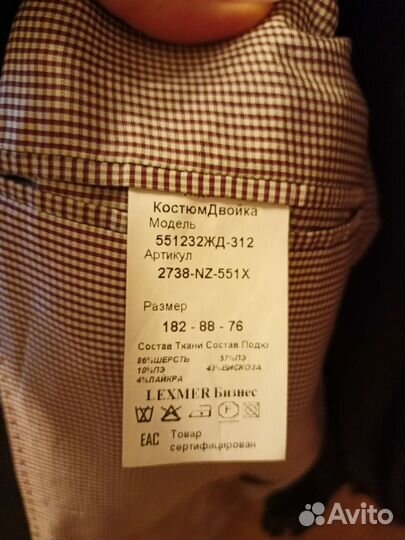 КостюмДвойка
Модель
551232ЖД-312
Артикул
2738-NZ-551X
Размер
182 - 88 - 76
Состав Ткани Состав Подкл
86%ШЕРСТЬ 57%ПЭ
10%ПЭ 43%ВИСКОЗА
4%ЛАЙКРА
LEXMER Бизнес
EAC Товар
сертифицирован
Avito